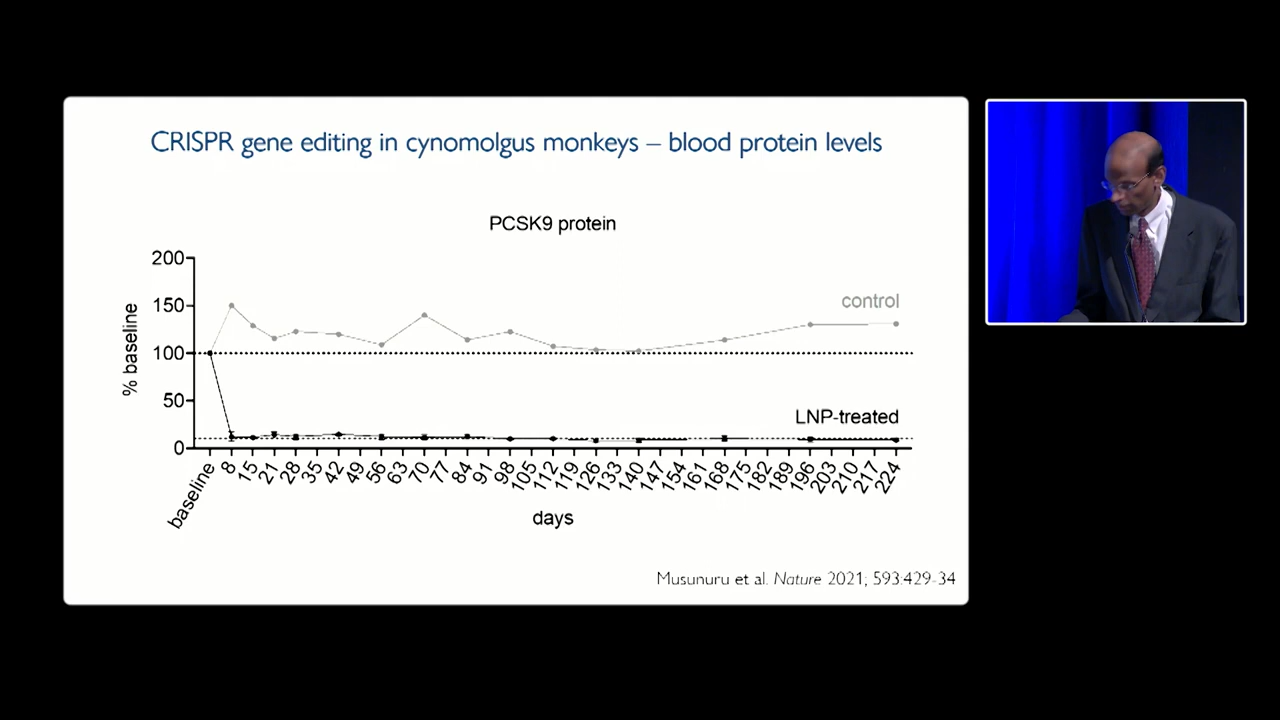 CRISPR gene editing in cynomolgus monkeys – blood protein levels
PCSK9 protein
200
150
100
50
0
% baseline
control
LNP-treated
baseline 8 15 21 28 35 42 49 56 63 70 77 84 91 98 105 112 119 126 133 140 147 154 161 168 175 182 189 196 203 210 217 224
days
Musunuru et al. Nature 2021; 593:429-34